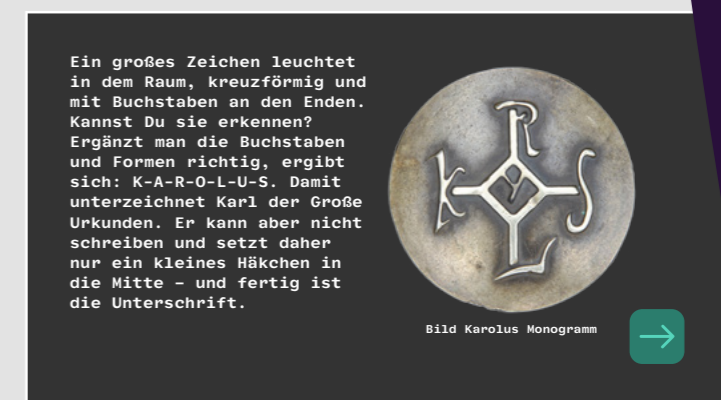 Ein großes Zeichen leuchtet
in dem Raum, kreuzförmig und
mit Buchstaben an den Enden.
Kannst Du sie erkennen?
Ergänzt man die Buchstaben
und Formen richtig, ergibt
sich: K-A-R-O-L-U-S. Damit
unterzeichnet Karl der Große
Urkunden. Er kann aber nicht
schreiben und setzt daher
nur ein kleines Häkchen in
die Mitte – und fertig ist
die Unterschrift.
R
K S
L
Bild Karolus Monogramm